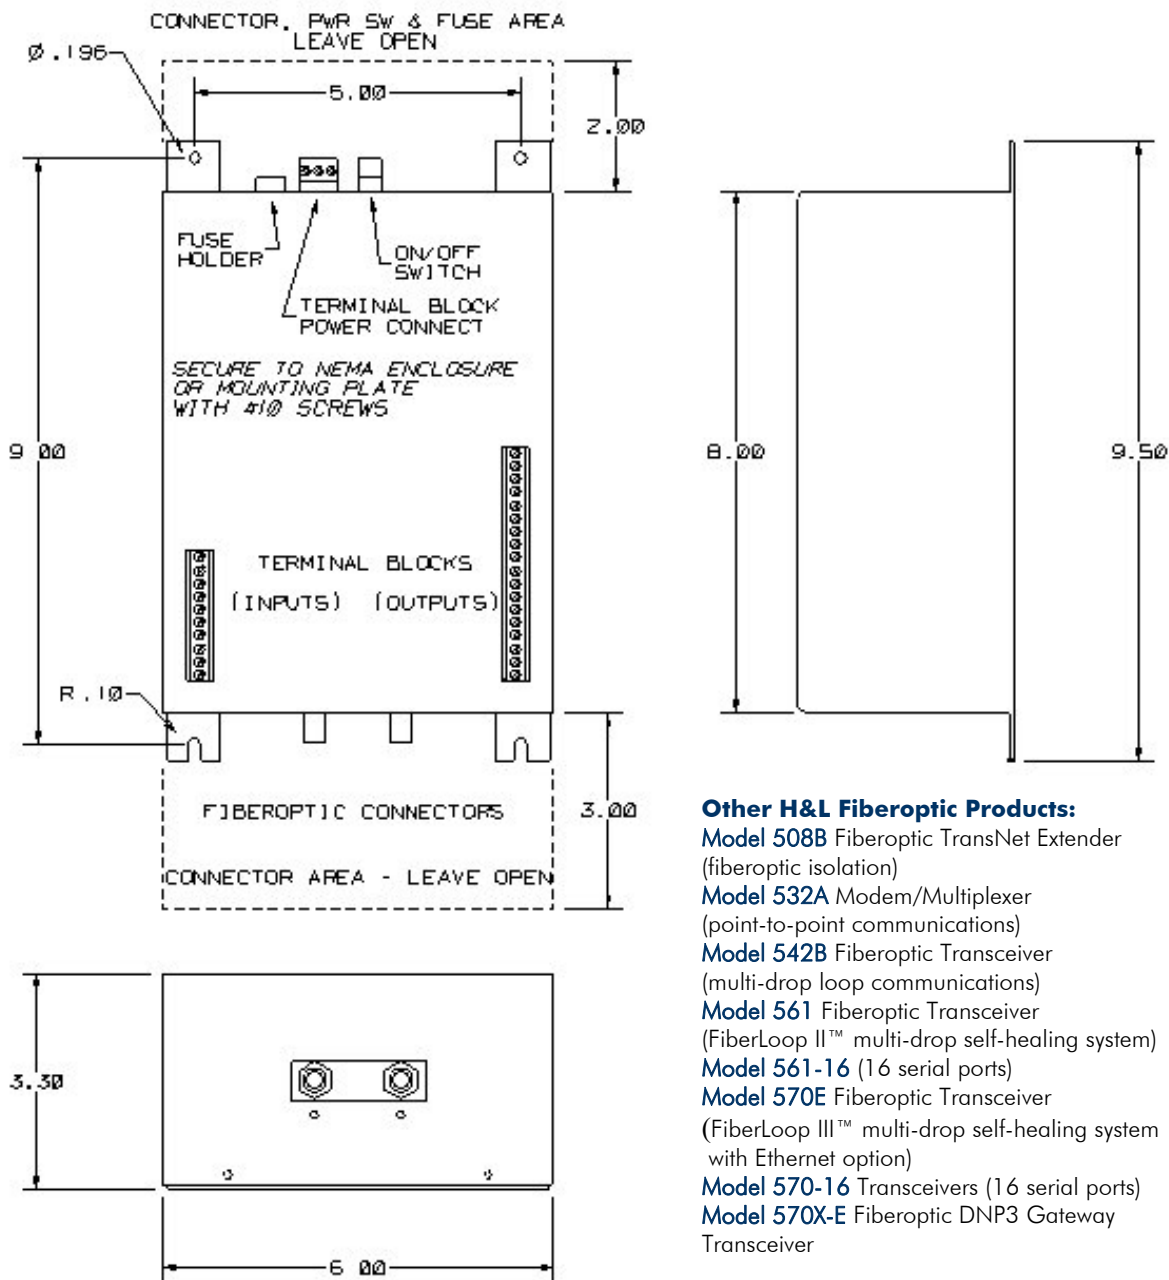 CONNECTOR, PWR SW & FUSE AREA
LEAVE OPEN
Ø.196
5.00
2.00
FUSE
HOLDER
ON/OFF
SWITCH
TERMINAL BLOCK
POWER CONNECT
SECURE TO NEMA ENCLOSURE
OR MOUNTING PLATE
WITH #10 SCREWS
9.00
8.00
9.50
TERMINAL BLOCKS
(INPUTS) (OUTPUTS)
R.10
FIBEROPTIC CONNECTORS
3.00
CONNECTOR AREA - LEAVE OPEN
3.30
6.00
Other H&L Fiberoptic Products:
Model 508B Fiberoptic TransNet Extender
(fiberoptic isolation)
Model 532A Modem/Multiplexer
(point-to-point communications)
Model 542B Fiberoptic Transceiver
(multi-drop loop communications)
Model 561 Fiberoptic Transceiver
(FiberLoop II™ multi-drop self-healing system)
Model 561-16 (16 serial ports)
Model 570E Fiberoptic Transceiver
(FiberLoop III™ multi-drop self-healing system
with Ethernet option)
Model 570-16 Transceivers (16 serial ports)
Model 570X-E Fiberoptic DNP3 Gateway
Transceiver